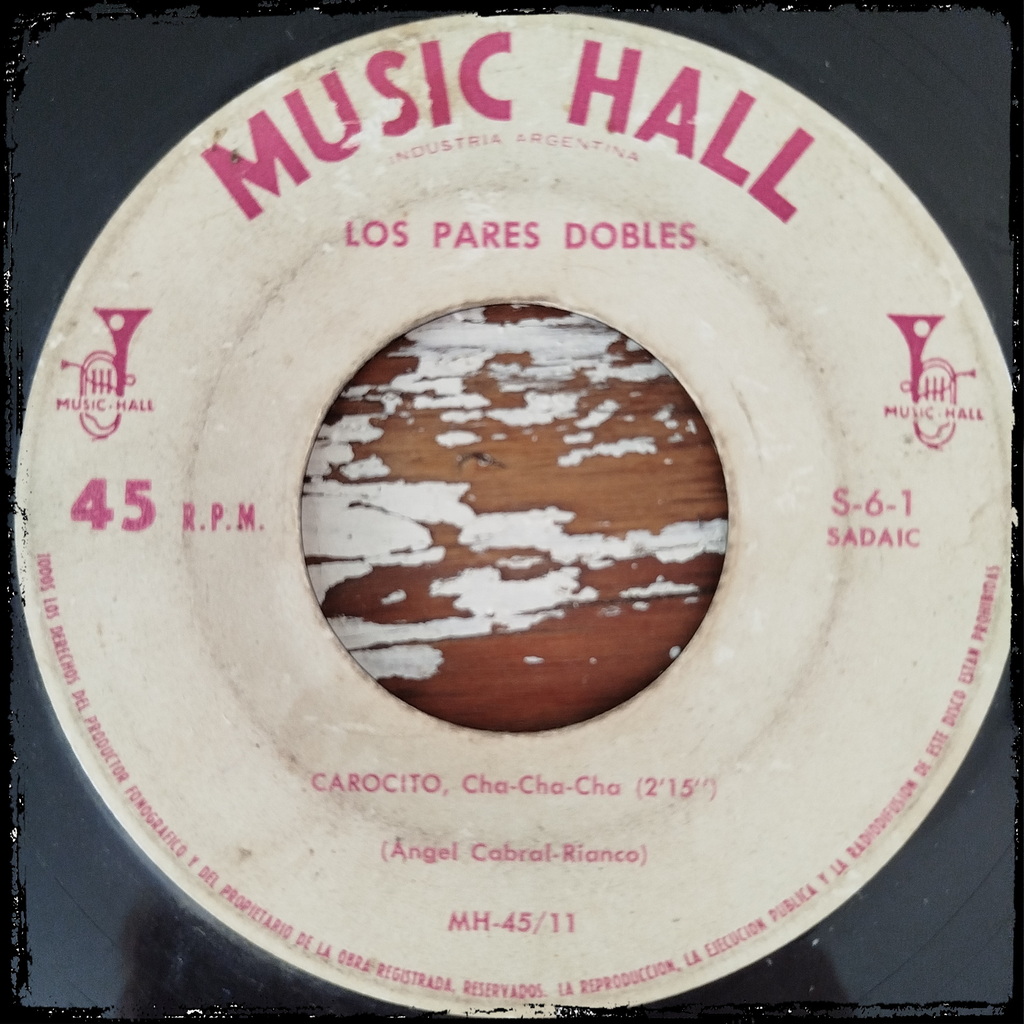 MUSIC HALL
INDUSTRIA ARGENTINA
LOS PARES DOBLES
MUSIC-HALL
MUSIC-HALL
45 R.P.M.
S-6-1
SADAIC
CAROCITO, Cha-Cha-Cha (2'15'')
(Ángel Cabral-Rianco)
MH-45/11
TODOS LOS DERECHOS DEL PRODUCTOR FONOGRAFICO Y DEL PROPIETARIO DE LA OBRA REGISTRADA, RESERVADOS. LA REPRODUCCION, LA EJECUCION PUBLICA Y LA RADIODIFUSION DE ESTE DISCO ESTAN PROHIBIDAS